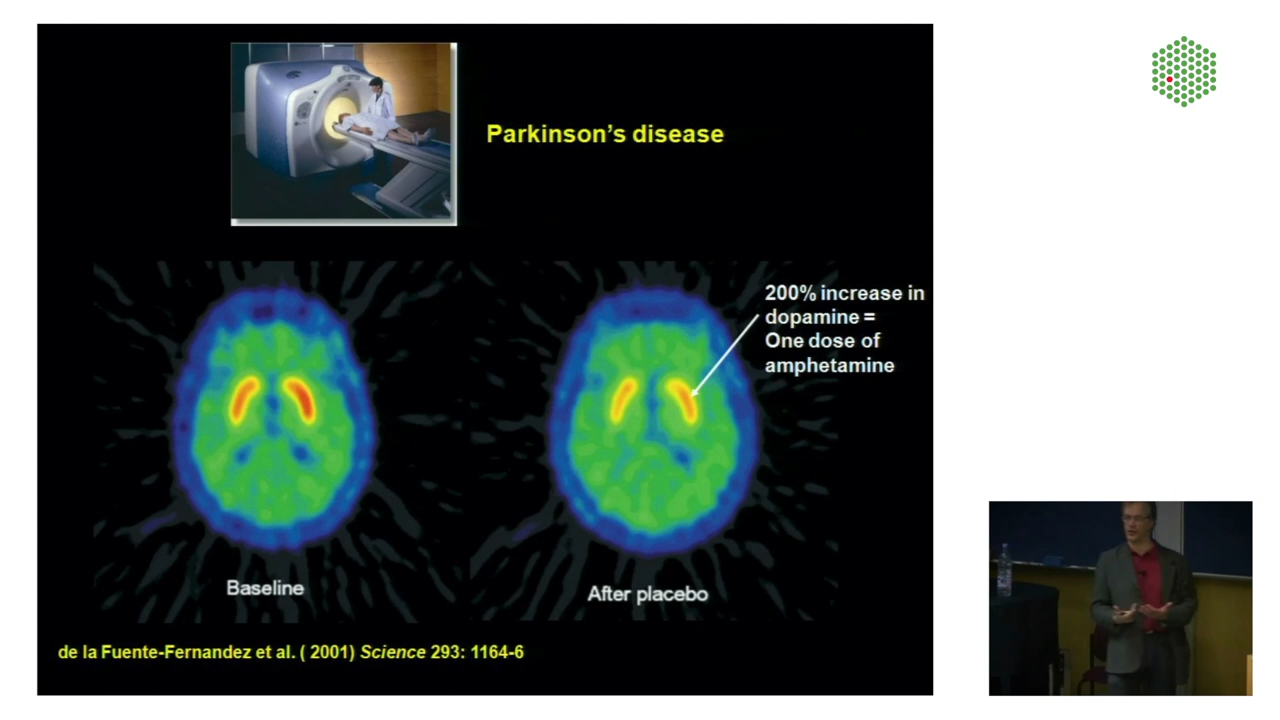 Parkinson's disease
200% increase in
dopamine =
One dose of
amphetamine
Baseline
After placebo
de la Fuente-Fernandez et al. ( 2001) Science 293: 1164-6